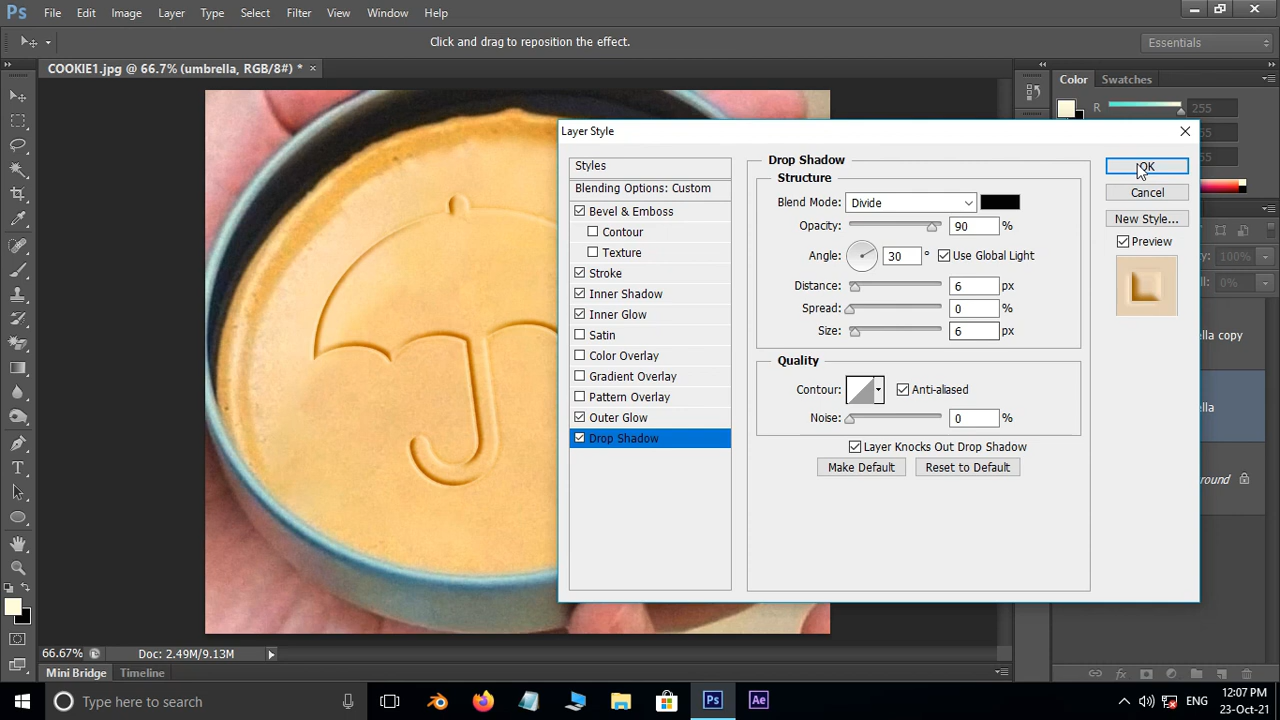 Ps File Edit Image Layer Type Select Filter View Window Help
Click and drag to reposition the effect.
Essentials
COOKIE1.jpg @ 66.7% (umbrella, RGB/8#) * ×
Color Swatches
R 255
Layer Style
Styles
Blending Options: Custom
Bevel & Emboss
Contour
Texture
Stroke
Inner Shadow
Inner Glow
Satin
Color Overlay
Gradient Overlay
Pattern Overlay
Outer Glow
Drop Shadow
Drop Shadow
Structure
Blend Mode: Divide
Opacity: 90 %
Angle: 30 ° Use Global Light
Distance: 6 px
Spread: 0 %
Size: 6 px
Quality
Contour: Anti-aliased
Noise: 0 %
Layer Knocks Out Drop Shadow
Make Default Reset to Default
OK
Cancel
New Style...
Preview
100%
0%
copy
66.67% Doc: 2.49M/9.13M
Mini Bridge Timeline
Type here to search
Ps Ae
ENG
12:07 PM
23-Oct-21